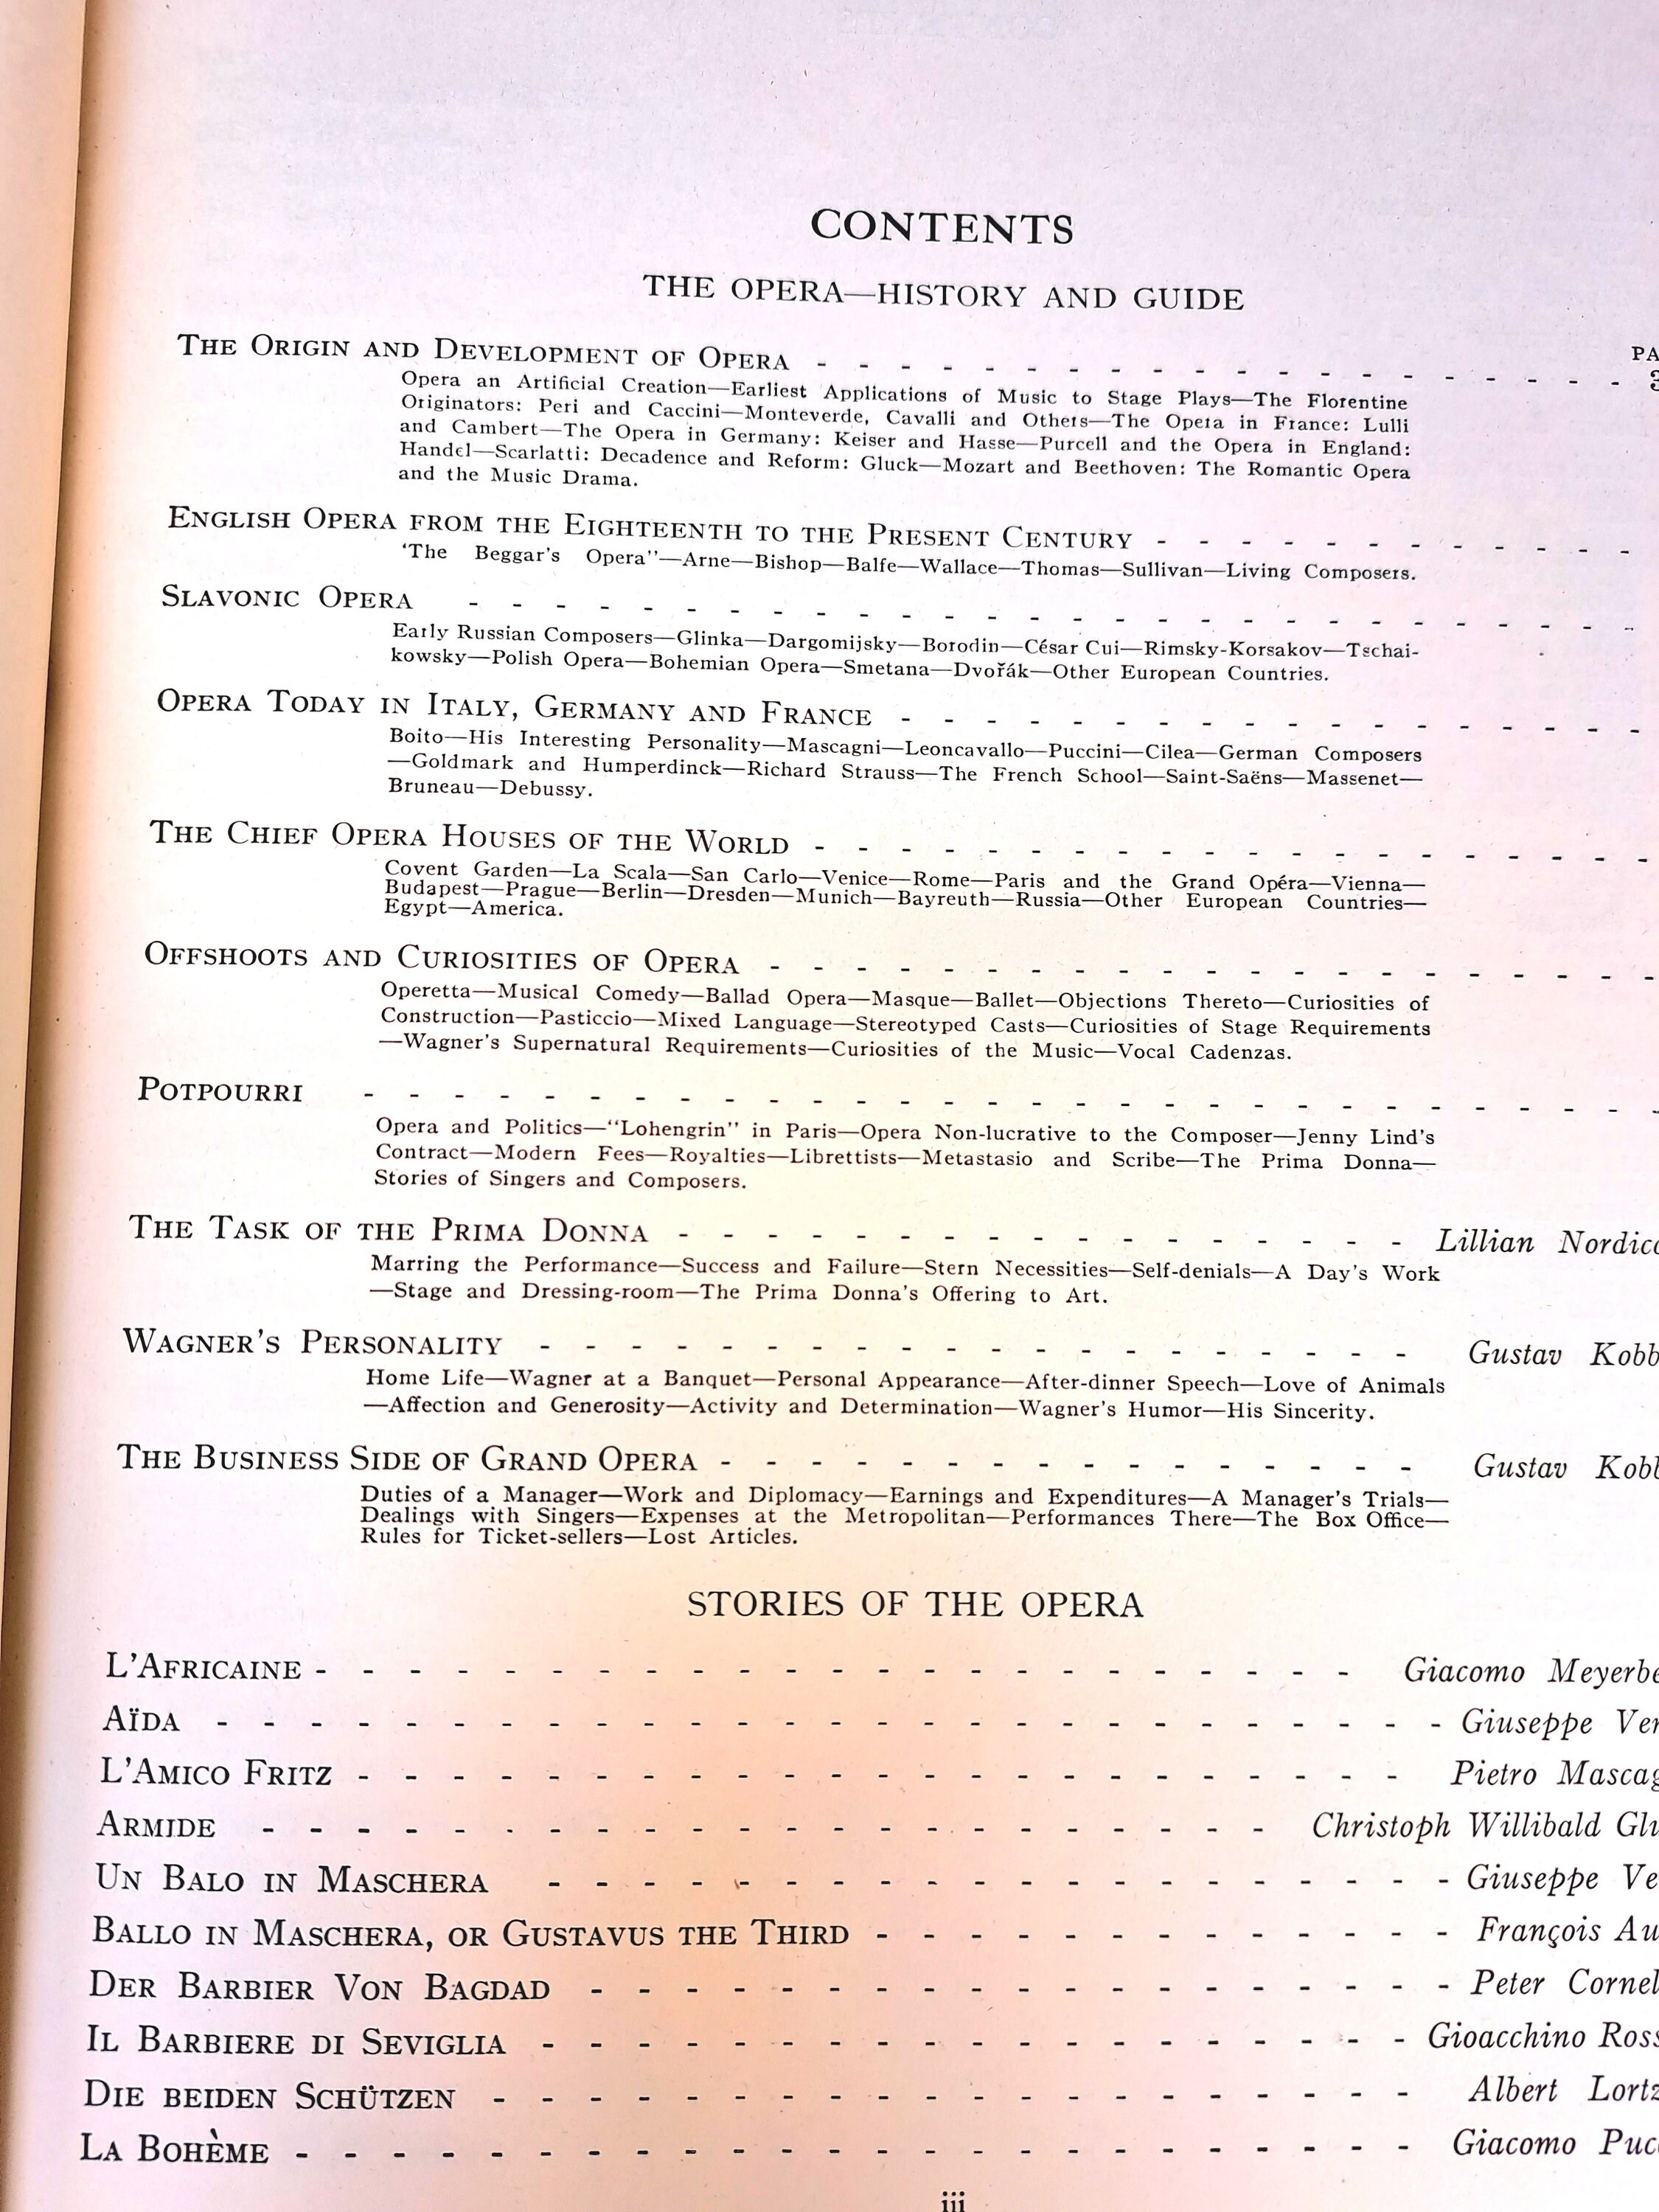 CONTENTS
THE OPERA—HISTORY AND GUIDE
PA
THE ORIGIN AND DEVELOPMENT OF OPERA - - - - - - - - - - - - - - - - - - - - 3
Opera an Artificial Creation—Earliest Applications of Music to Stage Plays—The Florentine
Originators: Peri and Caccini—Monteverde, Cavalli and Others—The Opera in France: Lulli
and Cambert—The Opera in Germany: Keiser and Hasse—Purcell and the Opera in England:
Handel—Scarlatti: Decadence and Reform: Gluck—Mozart and Beethoven: The Romantic Opera
and the Music Drama.
ENGLISH OPERA FROM THE EIGHTEENTH TO THE PRESENT CENTURY - - - - - - - - - - - -
'The Beggar's Opera"—Arne—Bishop—Balfe—Wallace—Thomas—Sullivan—Living Composers.
SLAVONIC OPERA - - - - - - - - - - - - - - - - - - - - - - - - - - - -
Early Russian Composers—Glinka—Dargomijsky—Borodin—César Cui—Rimsky-Korsakov—Tschai-
kowsky—Polish Opera—Bohemian Opera—Smetana—Dvořák—Other European Countries.
OPERA TODAY IN ITALY, GERMANY AND FRANCE - - - - - - - - - - - - - - - - - -
Boito—His Interesting Personality—Mascagni—Leoncavallo—Puccini—Cilea—German Composers
—Goldmark and Humperdinck—Richard Strauss—The French School—Saint-Saëns—Massenet—
Bruneau—Debussy.
THE CHIEF OPERA HOUSES OF THE WORLD - - - - - - - - - - - - - - - - - - - -
Covent Garden—La Scala—San Carlo—Venice—Rome—Paris and the Grand Opéra—Vienna—
Budapest—Prague—Berlin—Dresden—Munich—Bayreuth—Russia—Other European Countries—
Egypt—America.
OFFSHOOTS AND CURIOSITIES OF OPERA - - - - - - - - - - - - - - - - - - - - -
Operetta—Musical Comedy—Ballad Opera—Masque—Ballet—Objections Thereto—Curiosities of
Construction—Pasticcio—Mixed Language—Stereotyped Casts—Curiosities of Stage Requirements
—Wagner's Supernatural Requirements—Curiosities of the Music—Vocal Cadenzas.
POTPOURRI - - - - - - - - - - - - - - - - - - - - - - - - - - - - - -
Opera and Politics—"Lohengrin" in Paris—Opera Non-lucrative to the Composer—Jenny Lind's
Contract—Modern Fees—Royalties—Librettists—Metastasio and Scribe—The Prima Donna—
Stories of Singers and Composers.
THE TASK OF THE PRIMA DONNA - - - - - - - - - - - - - - - - - Lillian Nordica
Marring the Performance—Success and Failure—Stern Necessities—Self-denials—A Day's Work
—Stage and Dressing-room—The Prima Donna's Offering to Art.
WAGNER'S PERSONALITY - - - - - - - - - - - - - - - - - - - - Gustav Kobb
Home Life—Wagner at a Banquet—Personal Appearance—After-dinner Speech—Love of Animals
—Affection and Generosity—Activity and Determination—Wagner's Humor—His Sincerity.
THE BUSINESS SIDE OF GRAND OPERA - - - - - - - - - - - - - - - - Gustav Kobb
Duties of a Manager—Work and Diplomacy—Earnings and Expenditures—A Manager's Trials—
Dealings with Singers—Expenses at the Metropolitan—Performances There—The Box Office—
Rules for Ticket-sellers—Lost Articles.
STORIES OF THE OPERA
L'AFRICAINE - - - - - - - - - - - - - - - - - - - - - - Giacomo Meyerbe
AÏDA - - - - - - - - - - - - - - - - - - - - - - - - - - Giuseppe Ver
L'AMICO FRITZ - - - - - - - - - - - - - - - - - - - - - - - Pietro Mascag
ARMIDE - - - - - - - - - - - - - - - - - - - - - - Christoph Willibald Glu
UN BALO IN MASCHERA - - - - - - - - - - - - - - - - - - - - Giuseppe Ve
BALLO IN MASCHERA, OR GUSTAVUS THE THIRD - - - - - - - - - - - - - François Au
DER BARBIER VON BAGDAD - - - - - - - - - - - - - - - - - - - Peter Cornel
IL BARBIERE DI SEVIGLIA - - - - - - - - - - - - - - - - - - - Gioacchino Ross
DIE BEIDEN SCHÜTZEN - - - - - - - - - - - - - - - - - - - - Albert Lortz
LA BOHÈME - - - - - - - - - - - - - - - - - - - - - - - - Giacomo Puc
iii